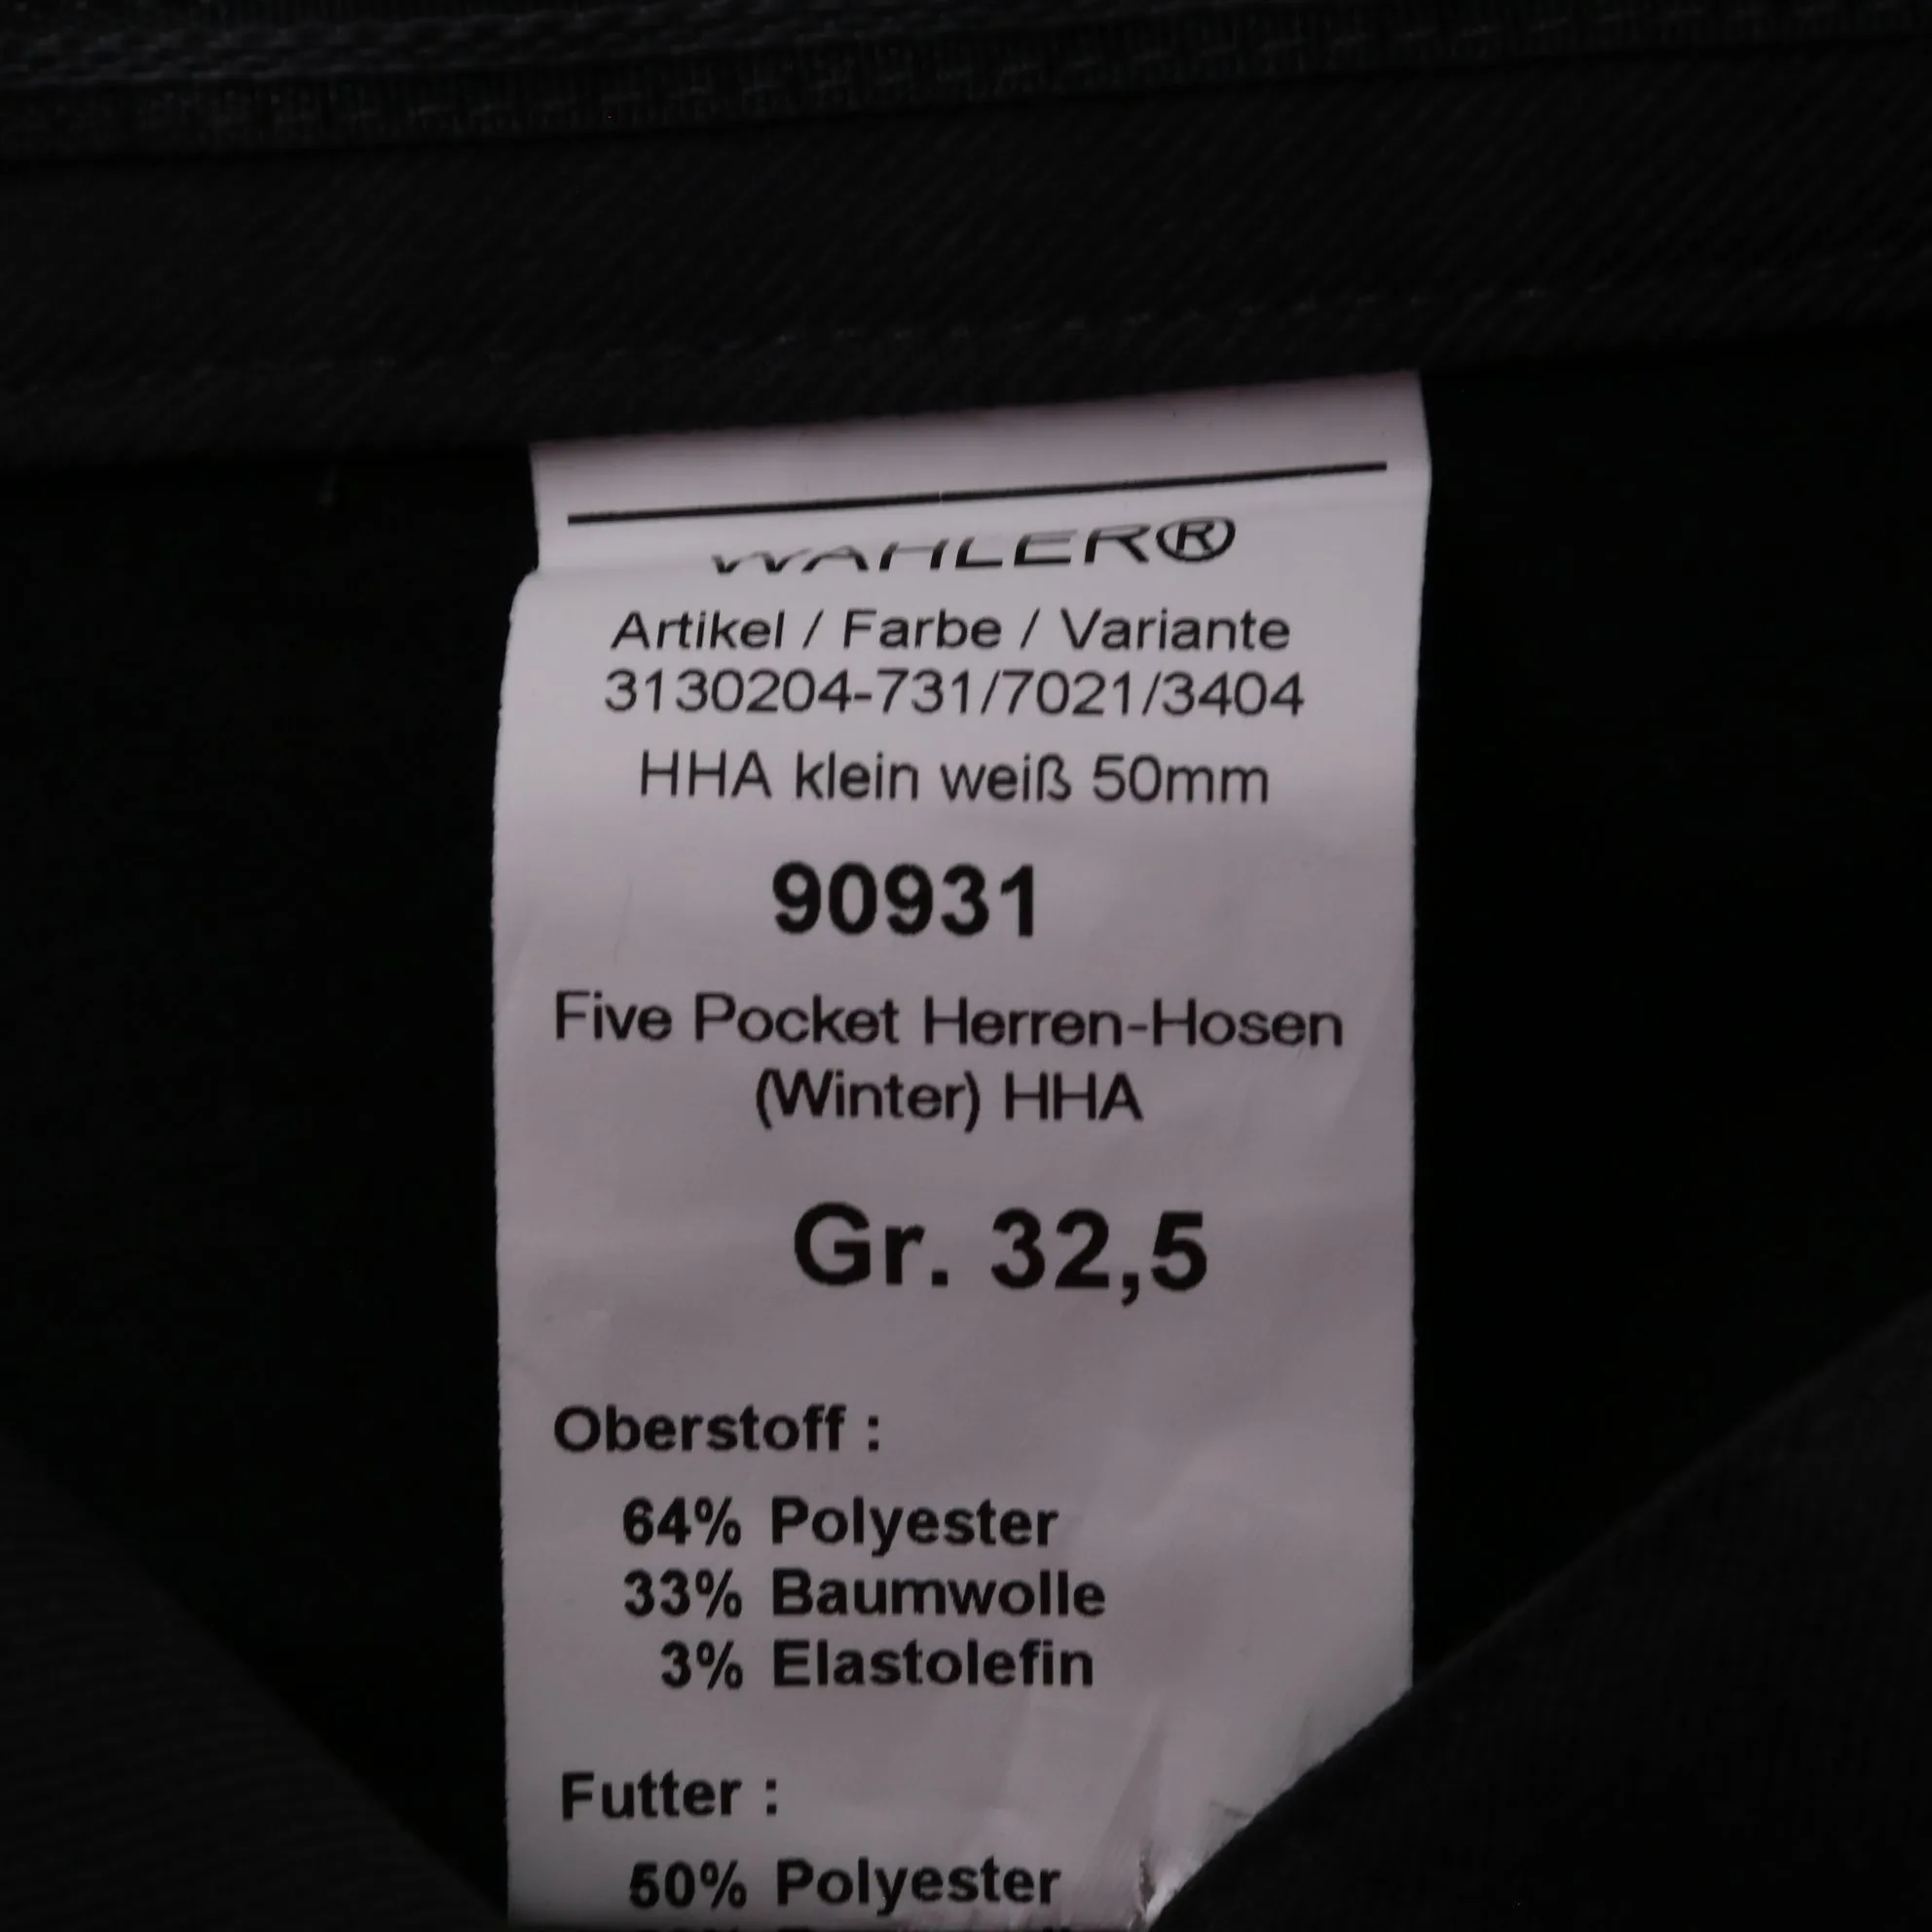 WAHLER®
Artikel / Farbe / Variante
3130204-731/7021/3404
HHA klein weiß 50mm
90931
Five Pocket Herren-Hosen
(Winter) HHA
Gr. 32,5
Oberstoff :
64% Polyester
33% Baumwolle
3% Elastolefin
Futter :
50% Polyester